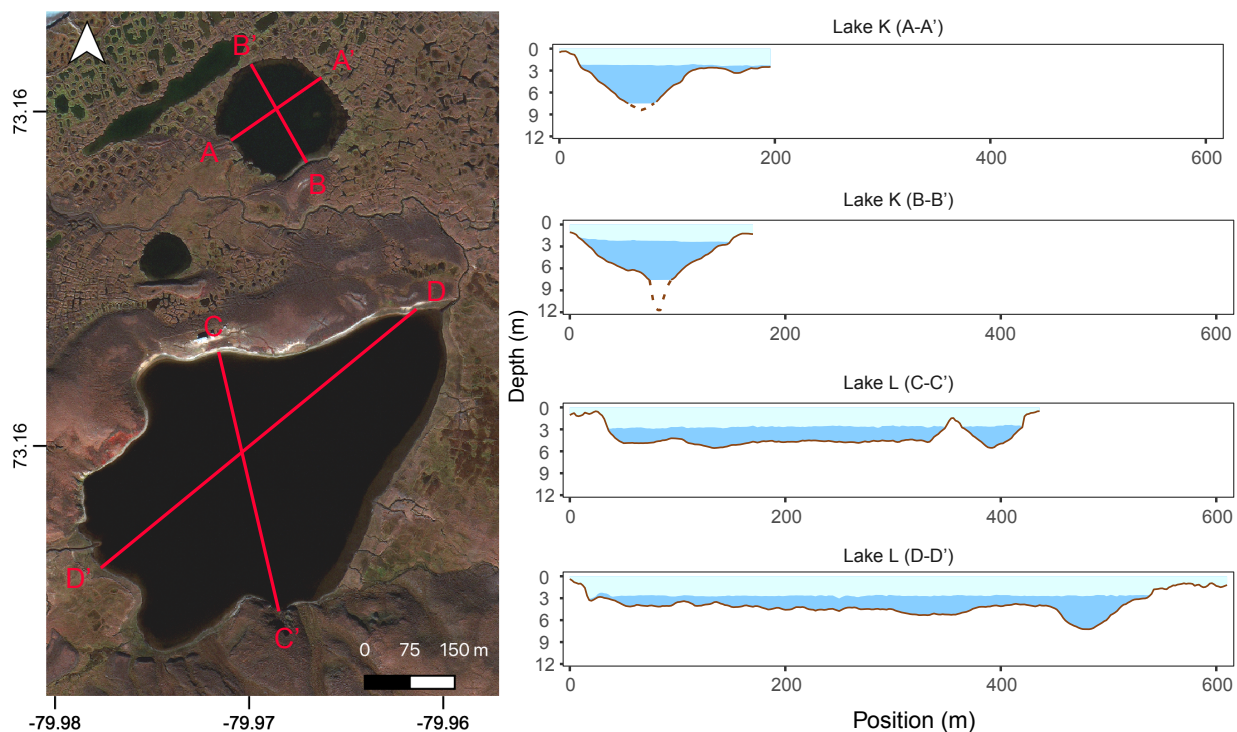 B'
A'
A
B
C
D
D'
C'
0 75 150 m
73.16
73.16
-79.98 -79.97 -79.96
Depth (m)
Lake K (A-A’)
0
3
6
9
12
0 200 400 600
Lake K (B-B’)
0
3
6
9
12
0 200 400 600
Lake L (C-C’)
0
3
6
9
12
0 200 400 600
Lake L (D-D’)
0
3
6
9
12
0 200 400 600
Position (m)